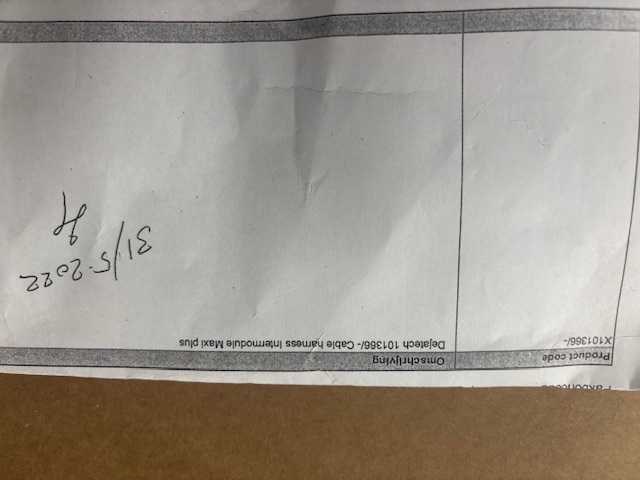 Product code Omschrijving
X101366/- Dejatech 101366/- Cable harness Intermodule Maxi plus
31/5-2022